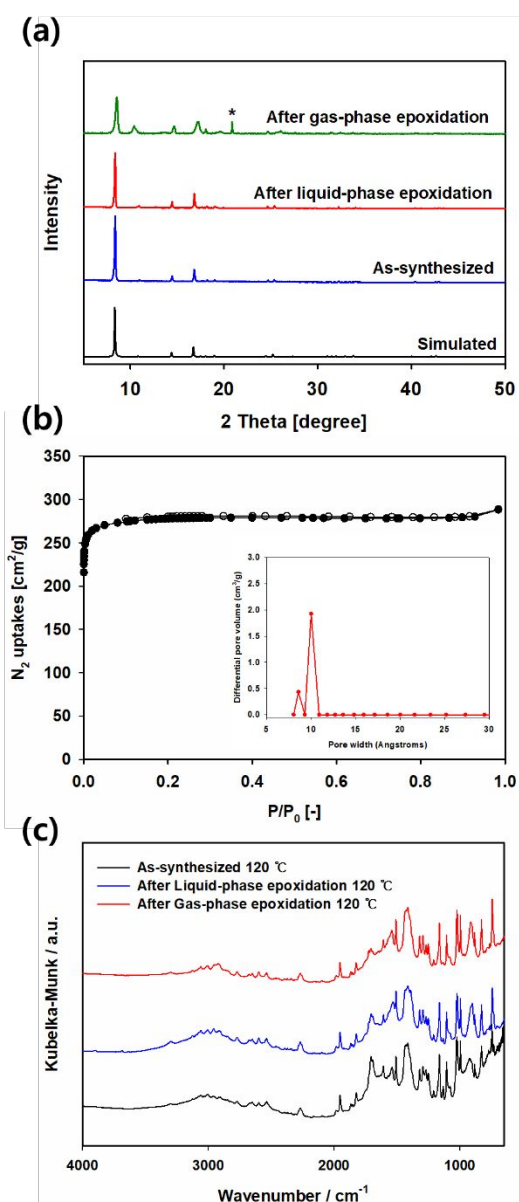 (a)
*
After gas-phase epoxidation
After liquid-phase epoxidation
As-synthesized
Simulated
Intensity
10 20 30 40 50
2 Theta [degree]
(b)
350
300
250
200
150
100
50
0
N₂ uptakes [cm²/g]
3.0
2.5
2.0
1.5
1.0
0.5
0.0
Differential pore volume (cm³/g)
5 10 15 20 25 30
Pore width (Angstroms)
0.0 0.2 0.4 0.6 0.8 1.0
P/P₀ [-]
(c)
As-synthesized 120 ℃
After Liquid-phase epoxidation 120 ℃
After Gas-phase epoxidation 120 ℃
Kubelka-Munk / a.u.
4000 3000 2000 1000
Wavenumber / cm⁻¹